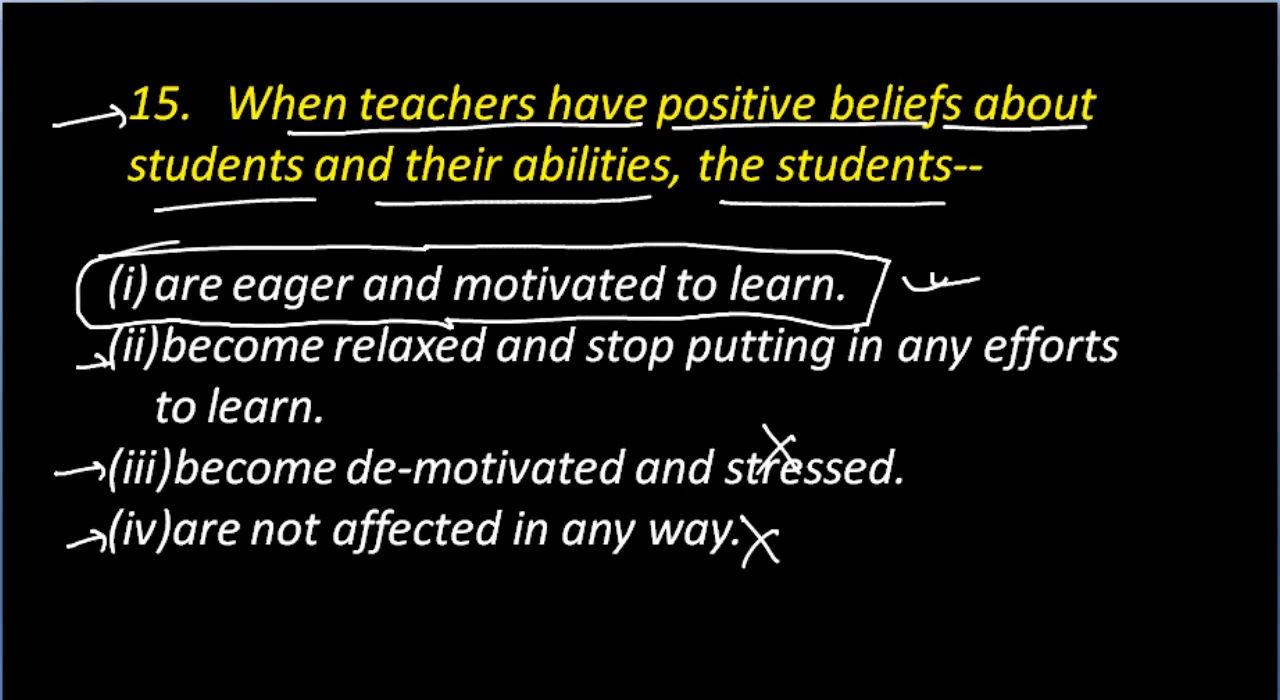 15. When teachers have positive beliefs about
students and their abilities, the students--
(i) are eager and motivated to learn.
(ii)become relaxed and stop putting in any efforts
to learn.
(iii)become de-motivated and stressed.
(iv)are not affected in any way.